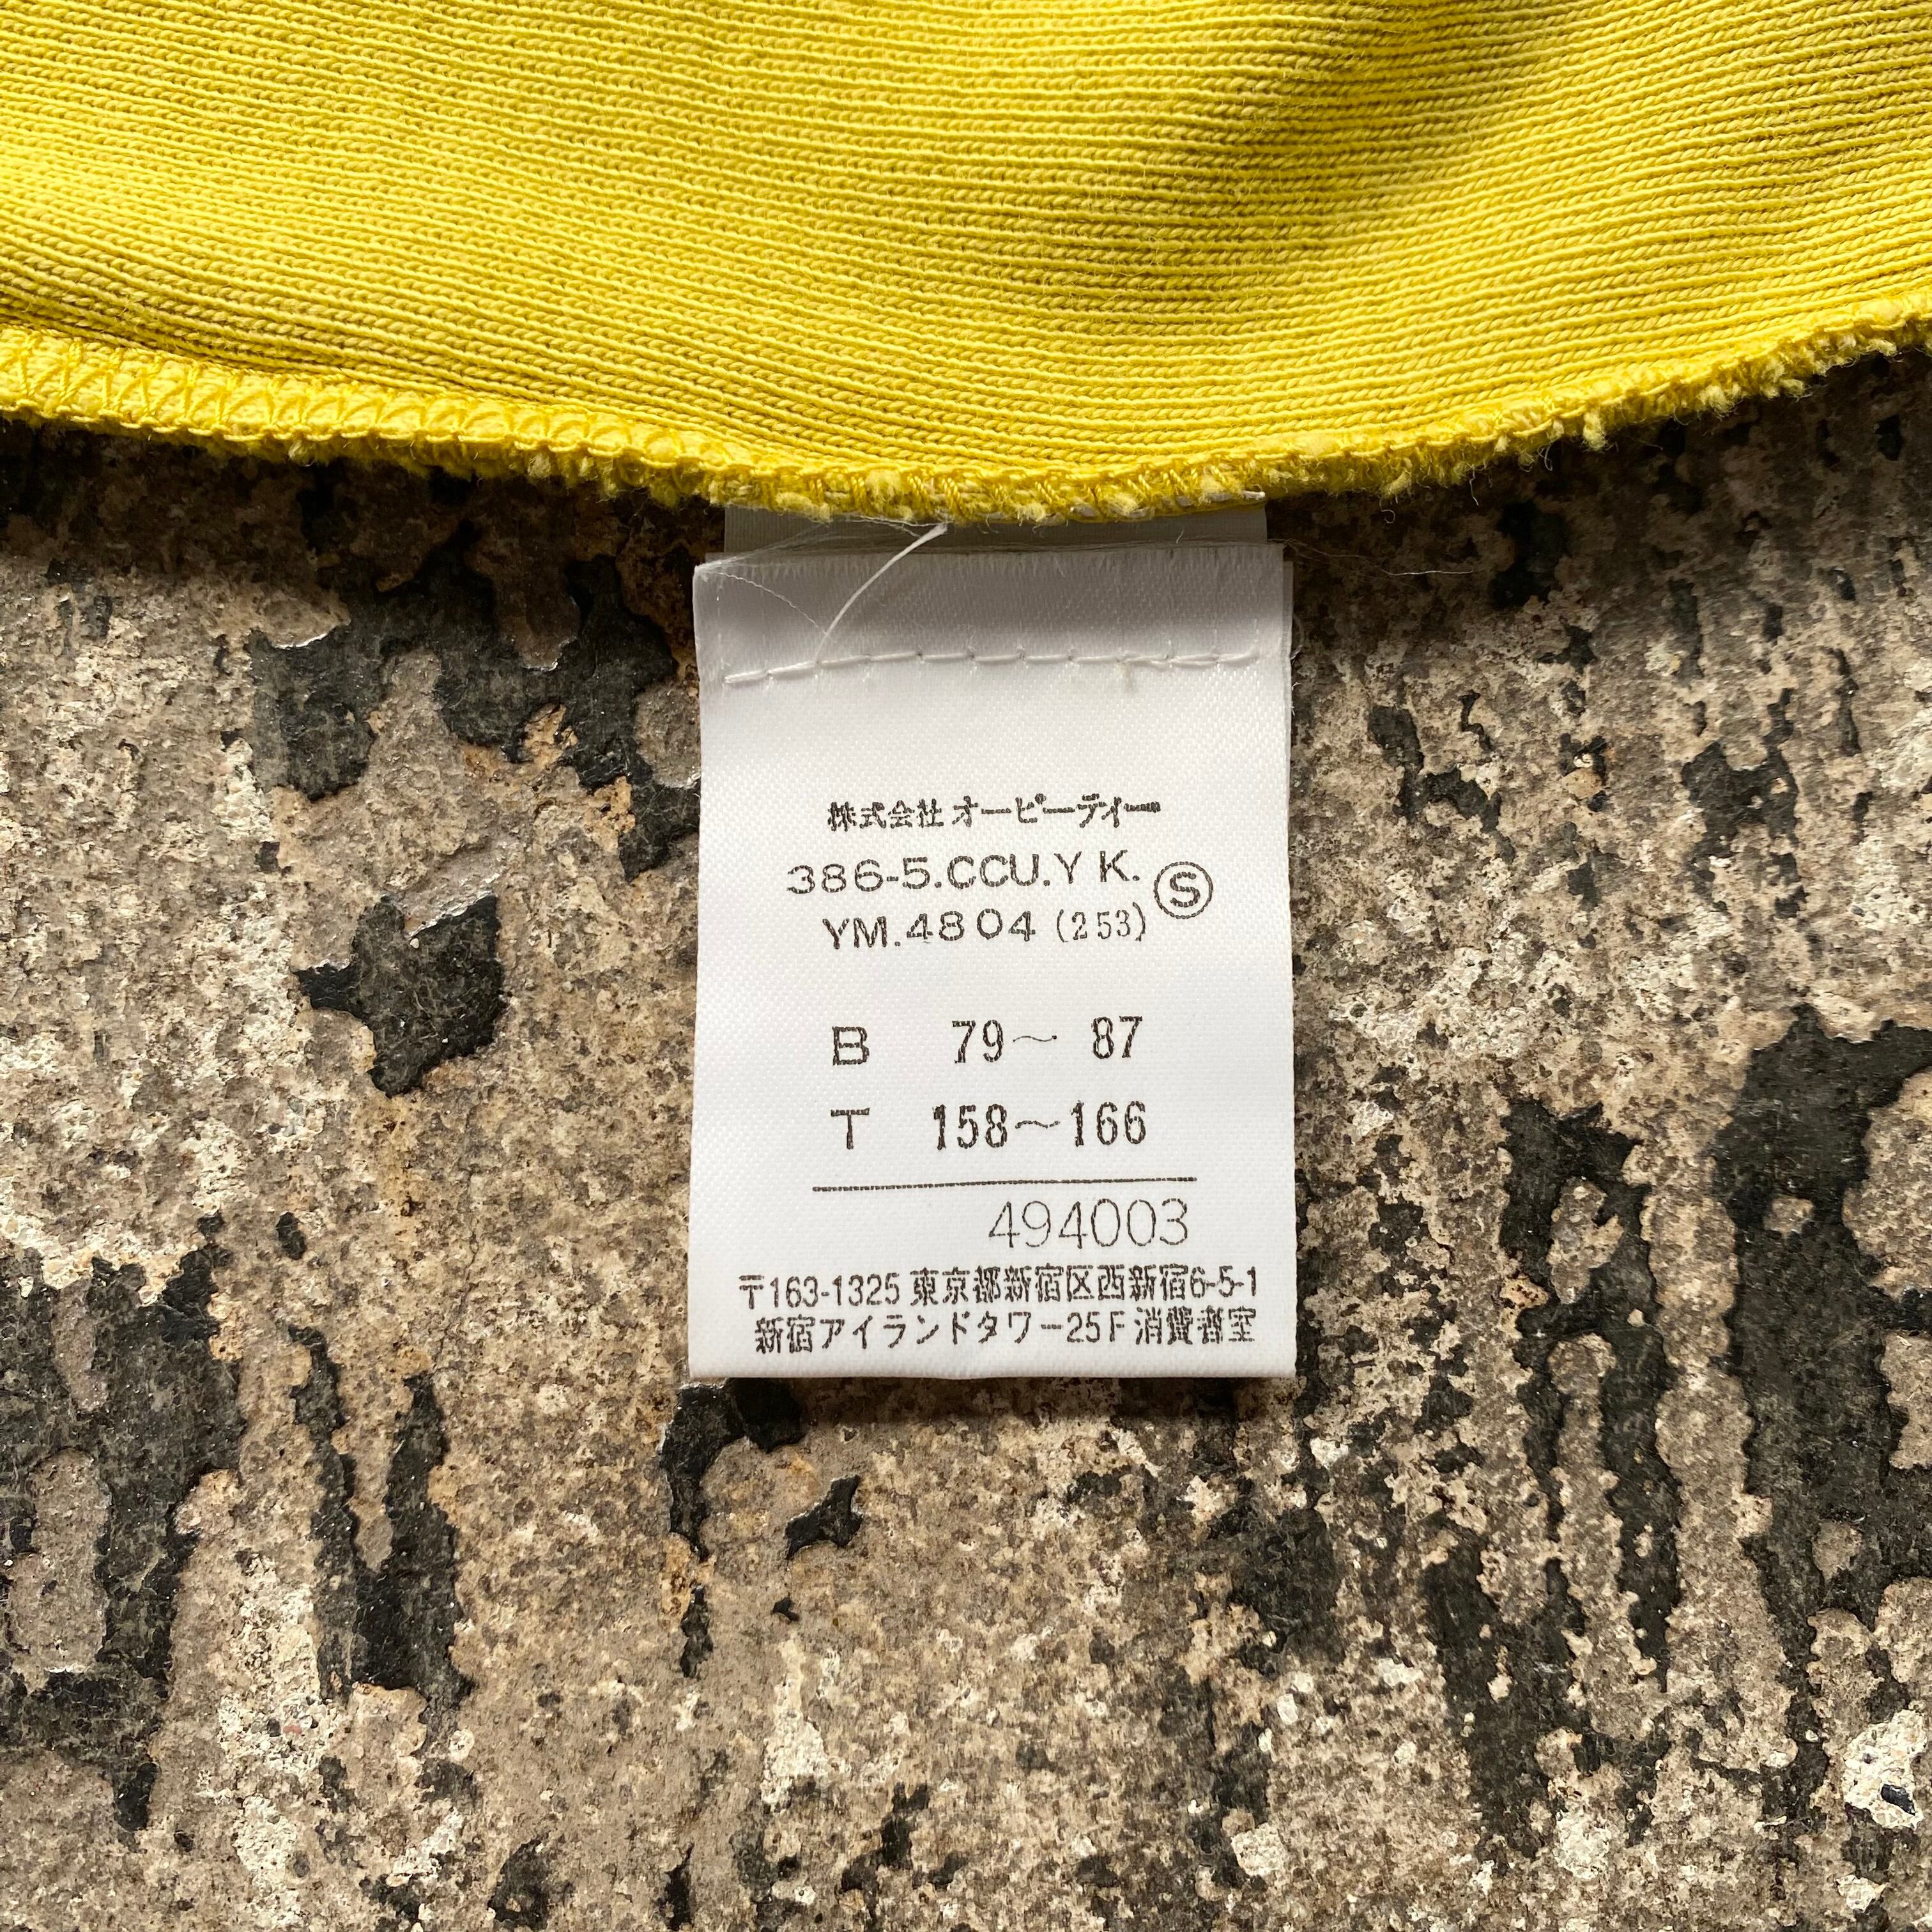 株式会社 オーピーディー
386-5.CCU.Y K. Ⓢ
YM.4804 (253)
B 79～ 87
T 158～166
494003
〒163-1325 東京都新宿区西新宿6-5-1
新宿アイランドタワー25F 消費者室